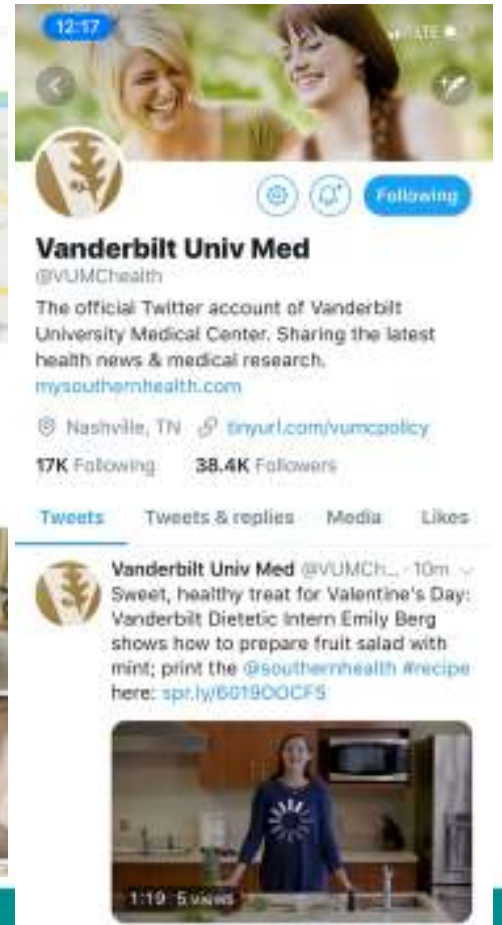 12:17
LTE
Following
Vanderbilt Univ Med
@VUMChealth
The official Twitter account of Vanderbilt
University Medical Center. Sharing the latest
health news & medical research.
mysouthernhealth.com
Nashville, TN tinyurl.com/vumcpolicy
17K Following 38.4K Followers
Tweets Tweets & replies Media Likes
Vanderbilt Univ Med @VUMCh... · 10m
Sweet, healthy treat for Valentine's Day:
Vanderbilt Dietetic Intern Emily Berg
shows how to prepare fruit salad with
mint; print the @southernhealth #recipe
here: spr.ly/6019OOCFS
1:19 5 views